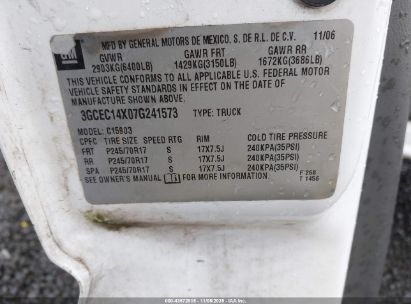 GM
MFD BY GENERAL MOTORS DE MEXICO, S. DE R.L. DE C.V. 11/06
GVWR GAWR FRT GAWR RR
2903KG(6400LB) 1429KG(3150LB) 1672KG(3686LB)
THIS VEHICLE CONFORMS TO ALL APPLICABLE U.S. FEDERAL MOTOR
VEHICLE SAFETY STANDARDS IN EFFECT ON THE DATE OF
MANUFACTURE SHOWN ABOVE.
3GCEC14X07G241573 TYPE: TRUCK
MODEL: C15903
CPFC TIRE SIZE SPEED RTG RIM COLD TIRE PRESSURE
FRT P245/70R17 S 17X7.5J 240KPA(35PSI)
RR P245/70R17 S 17X7.5J 240KPA(35PSI)
SPA P245/70R17 S 17X7.5J 240KPA(35PSI)
SEE OWNER'S MANUAL FOR MORE INFORMATION.
F 258
T 1456